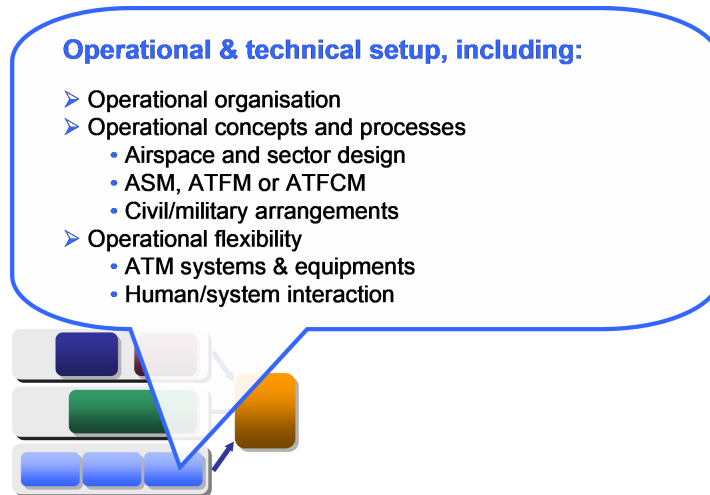 Operational & technical setup, including:
➢ Operational organisation
➢ Operational concepts and processes
• Airspace and sector design
• ASM, ATFM or ATFCM
• Civil/military arrangements
➢ Operational flexibility
• ATM systems & equipments
• Human/system interaction